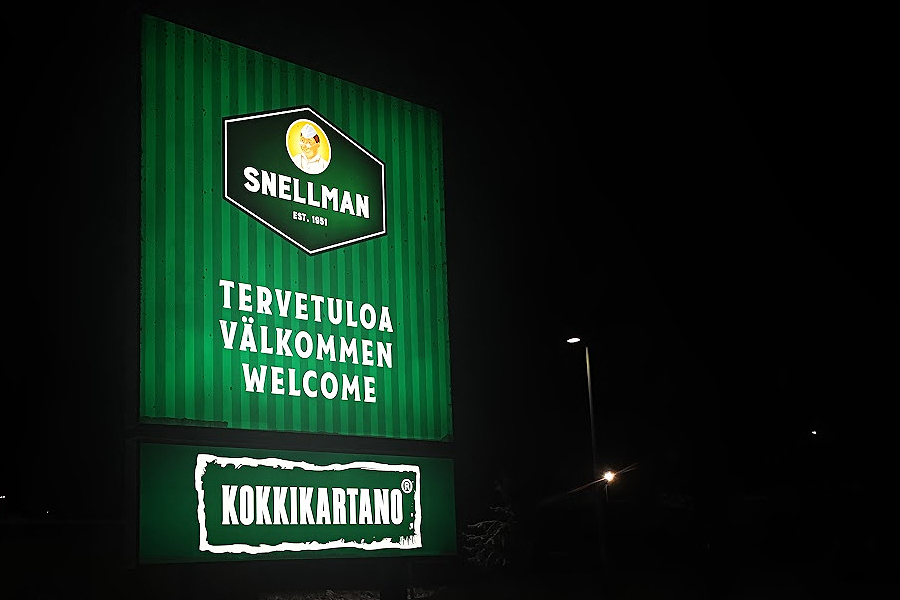 SNELLMAN
EST. 1951
TERVETULOA
VÄLKOMMEN
WELCOME
KOKKIKARTANO®